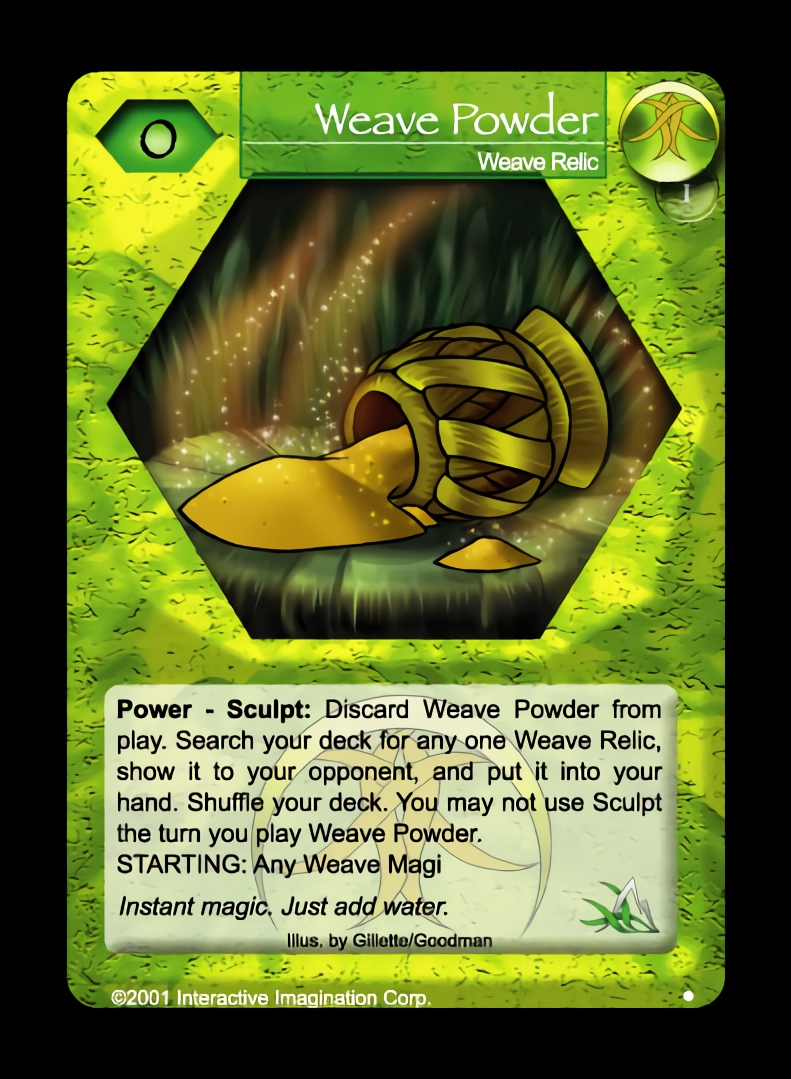 0
Weave Powder
Weave Relic
I
Power - Sculpt: Discard Weave Powder from
play. Search your deck for any one Weave Relic,
show it to your opponent, and put it into your
hand. Shuffle your deck. You may not use Sculpt
the turn you play Weave Powder.
STARTING: Any Weave Magi
Instant magic. Just add water.
Illus. by Gillette/Goodman
©2001 Interactive Imagination Corp.